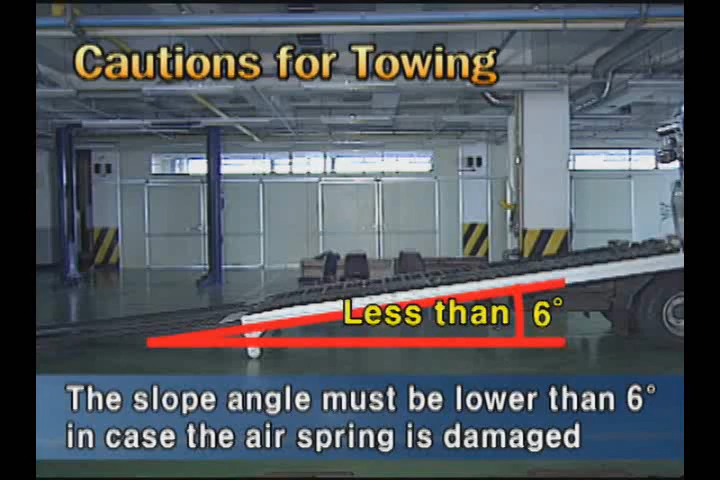 Cautions for Towing
Less than 6°
The slope angle must be lower than 6°
in case the air spring is damaged